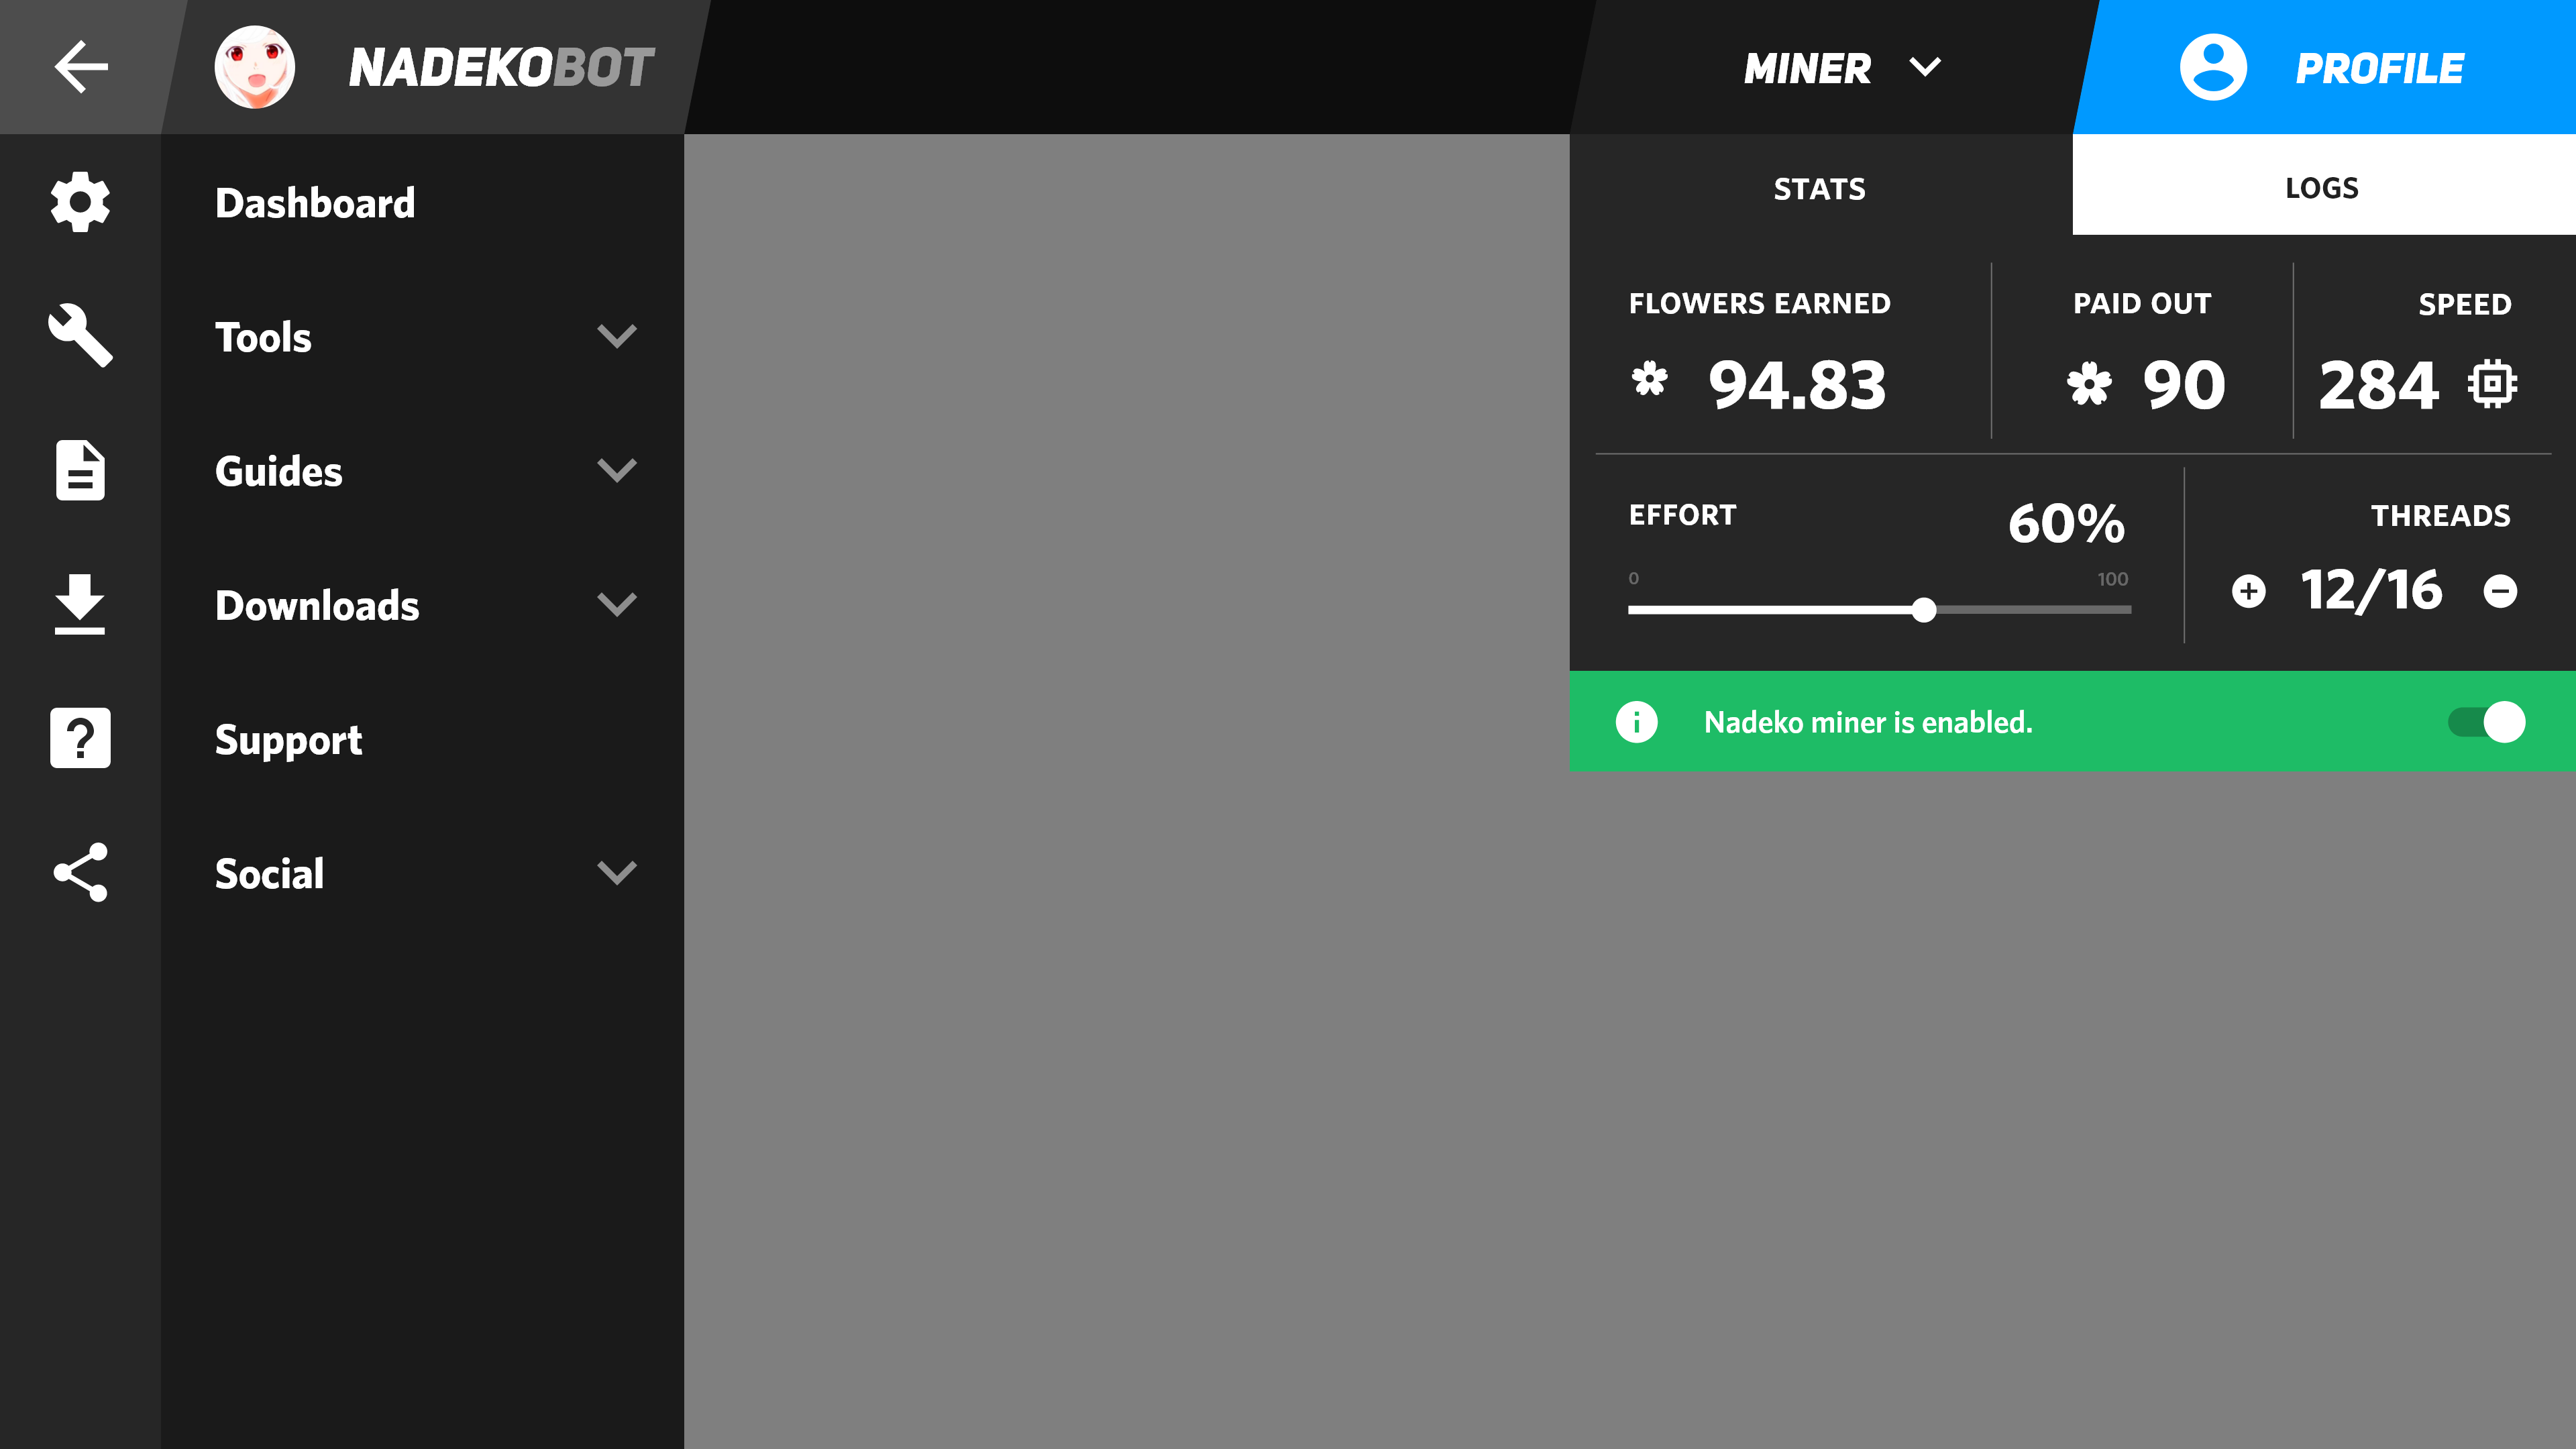 NADEKOBOT
MINER
PROFILE
Dashboard
Tools
Guides
Downloads
Support
Social
STATS
LOGS
FLOWERS EARNED
94.83
PAID OUT
90
SPEED
284
EFFORT
60%
0
100
THREADS
12/16
Nadeko miner is enabled.